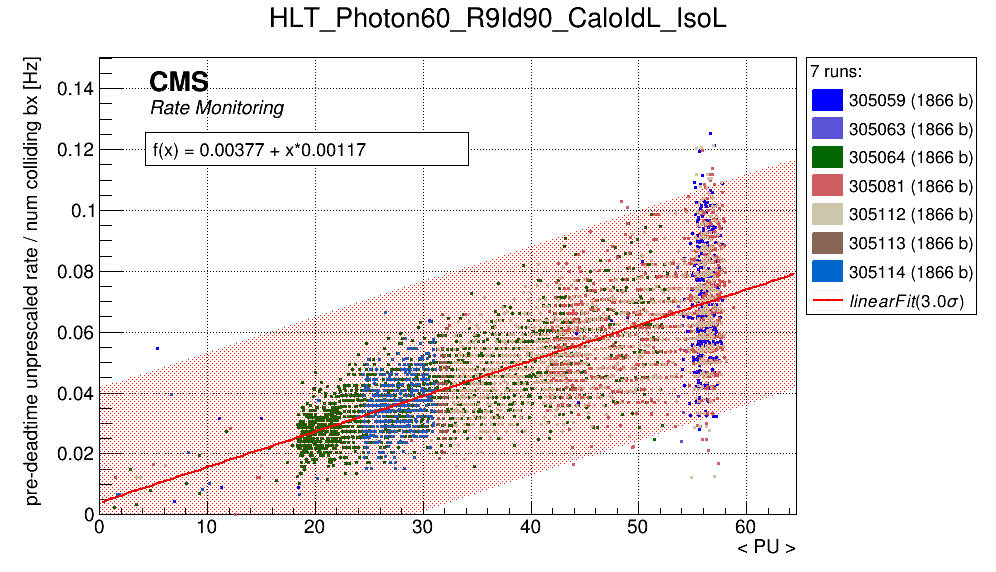 HLT_Photon60_R9Id90_CaloIdL_IsoL
pre-deadtime unprescaled rate / num colliding bx [Hz]
CMS
Rate Monitoring
f(x) = 0.00377 + x*0.00117
0.14
0.12
0.1
0.08
0.06
0.04
0.02
0
0 10 20 30 40 50 60
< PU >
7 runs:
305059 (1866 b)
305063 (1866 b)
305064 (1866 b)
305081 (1866 b)
305112 (1866 b)
305113 (1866 b)
305114 (1866 b)
linearFit(3.0σ)